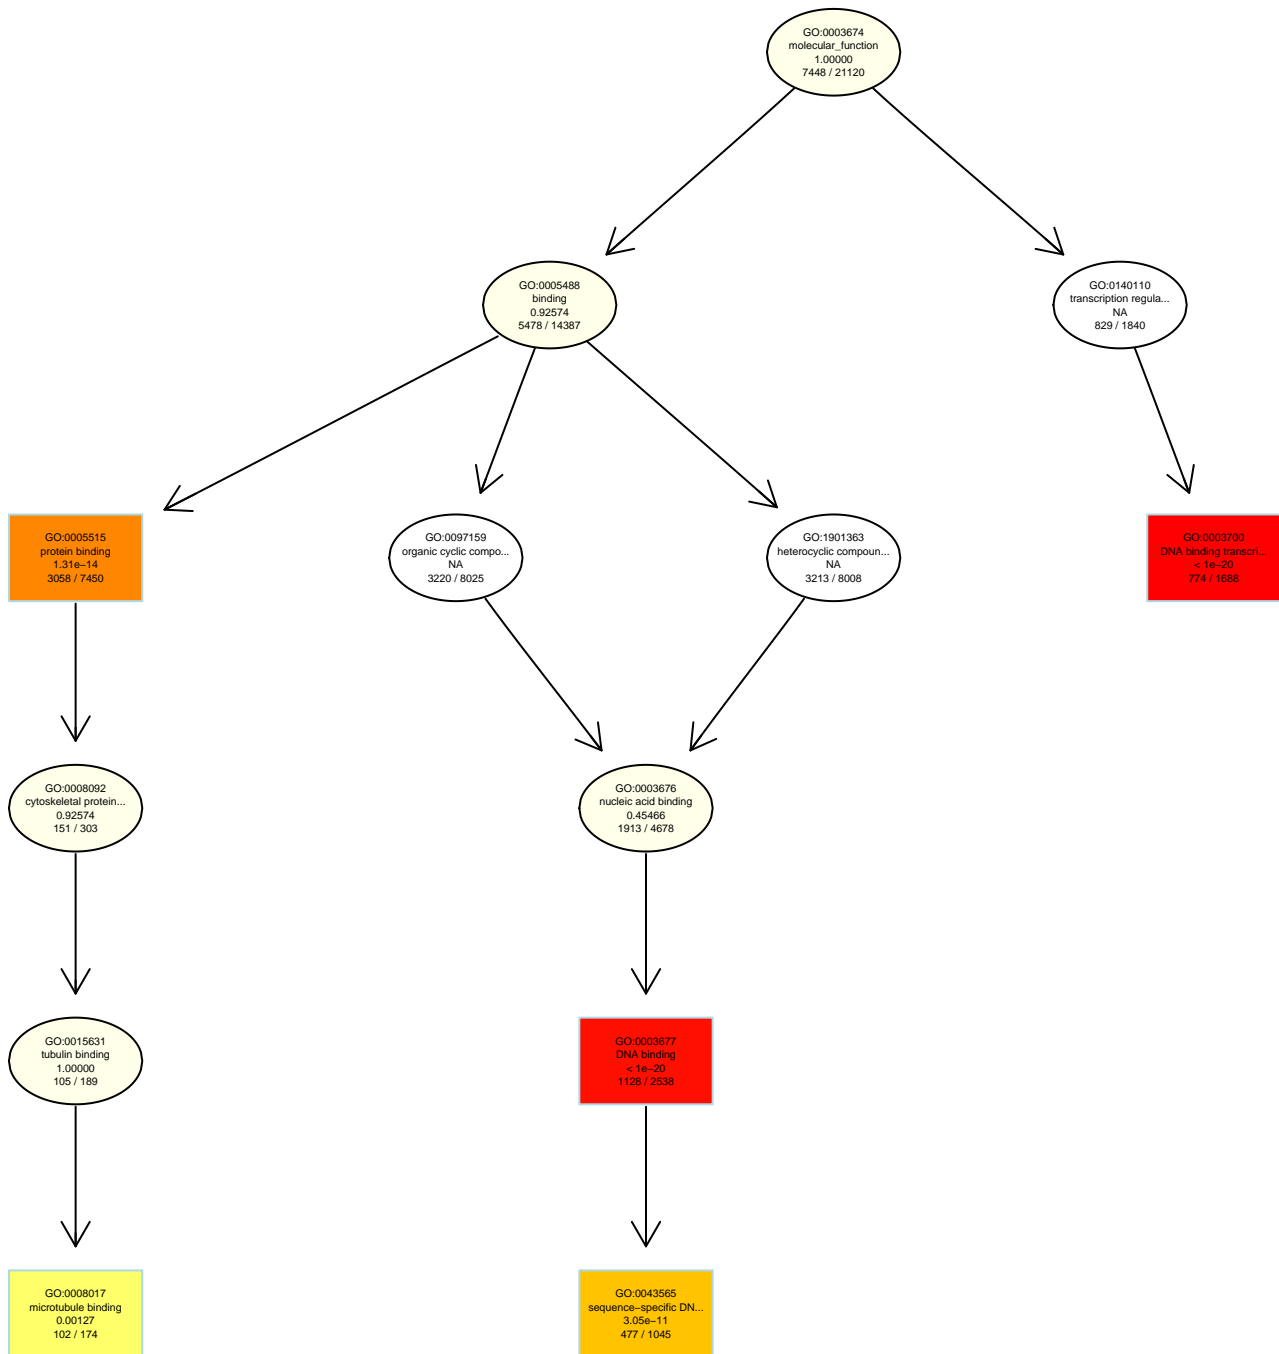 GO:0003674
molecular_function
1.00000
7448 / 21120
GO:0005488
binding
0.92574
5478 / 14387
GO:0140110
transcription regula...
NA
829 / 1840
GO:0005515
protein binding
1.31e−14
3058 / 7450
GO:0097159
organic cyclic compo...
NA
3220 / 8025
GO:1901363
heterocyclic compoun...
NA
3213 / 8008
GO:0003700
DNA binding transcri...
< 1e−20
774 / 1688
GO:0008092
cytoskeletal protein...
0.92574
151 / 303
GO:0003676
nucleic acid binding
0.45466
1913 / 4678
GO:0015631
tubulin binding
1.00000
105 / 189
GO:0003677
DNA binding
< 1e−20
1128 / 2538
GO:0008017
microtubule binding
0.00127
102 / 174
GO:0043565
sequence−specific DN...
3.05e−11
477 / 1045